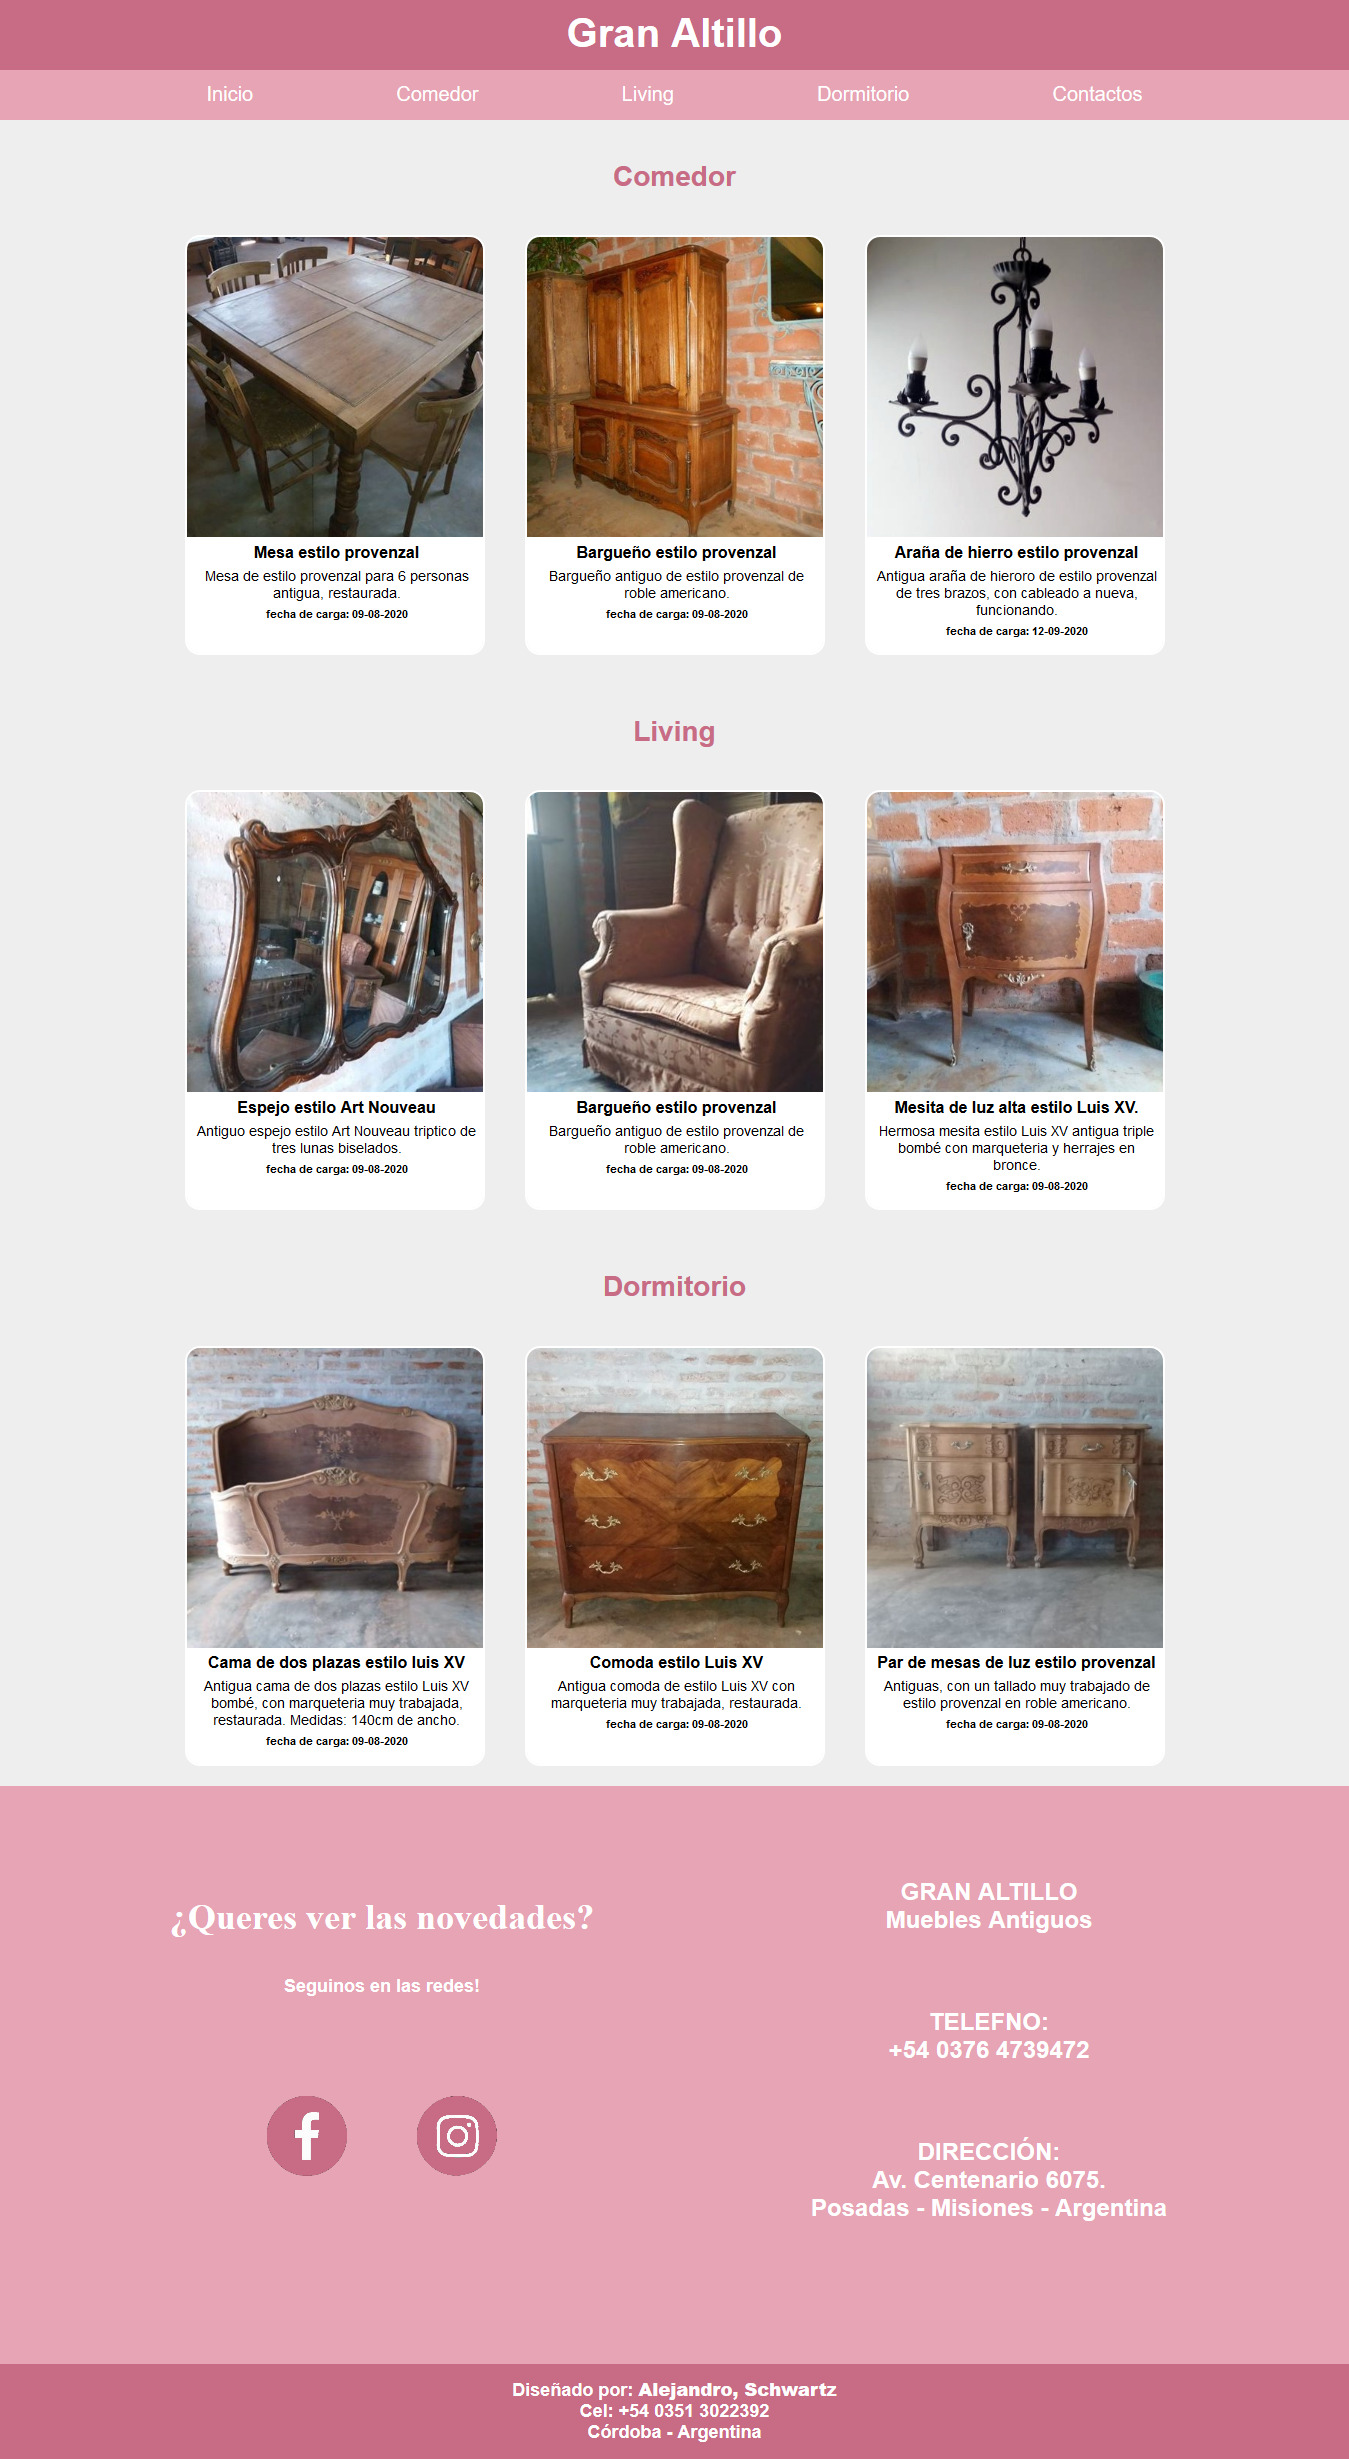 Gran Altillo
Inicio Comedor Living Dormitorio Contactos
Comedor
Mesa estilo provenzal
Mesa de estilo provenzal para 6 personas
antigua, restaurada.
fecha de carga: 09-08-2020
Bargueño estilo provenzal
Bargueño antiguo de estilo provenzal de
roble americano.
fecha de carga: 09-08-2020
Araña de hierro estilo provenzal
Antigua araña de hieroro de estilo provenzal
de tres brazos, con cableado a nueva,
funcionando.
fecha de carga: 12-09-2020
Living
Espejo estilo Art Nouveau
Antiguo espejo estilo Art Nouveau triptico de
tres lunas biselados.
fecha de carga: 09-08-2020
Bargueño estilo provenzal
Bargueño antiguo de estilo provenzal de
roble americano.
fecha de carga: 09-08-2020
Mesita de luz alta estilo Luis XV.
Hermosa mesita estilo Luis XV antigua triple
bombé con marqueteria y herrajes en
bronce.
fecha de carga: 09-08-2020
Dormitorio
Cama de dos plazas estilo luis XV
Antigua cama de dos plazas estilo Luis XV
bombé, con marqueteria muy trabajada,
restaurada. Medidas: 140cm de ancho.
fecha de carga: 09-08-2020
Comoda estilo Luis XV
Antigua comoda de estilo Luis XV con
marqueteria muy trabajada, restaurada.
fecha de carga: 09-08-2020
Par de mesas de luz estilo provenzal
Antiguas, con un tallado muy trabajado de
estilo provenzal en roble americano.
fecha de carga: 09-08-2020
¿Queres ver las novedades?
Seguinos en las redes!
GRAN ALTILLO
Muebles Antiguos
TELEFNO:
+54 0376 4739472
DIRECCIÓN:
Av. Centenario 6075.
Posadas - Misiones - Argentina
Diseñado por: Alejandro, Schwartz
Cel: +54 0351 3022392
Córdoba - Argentina